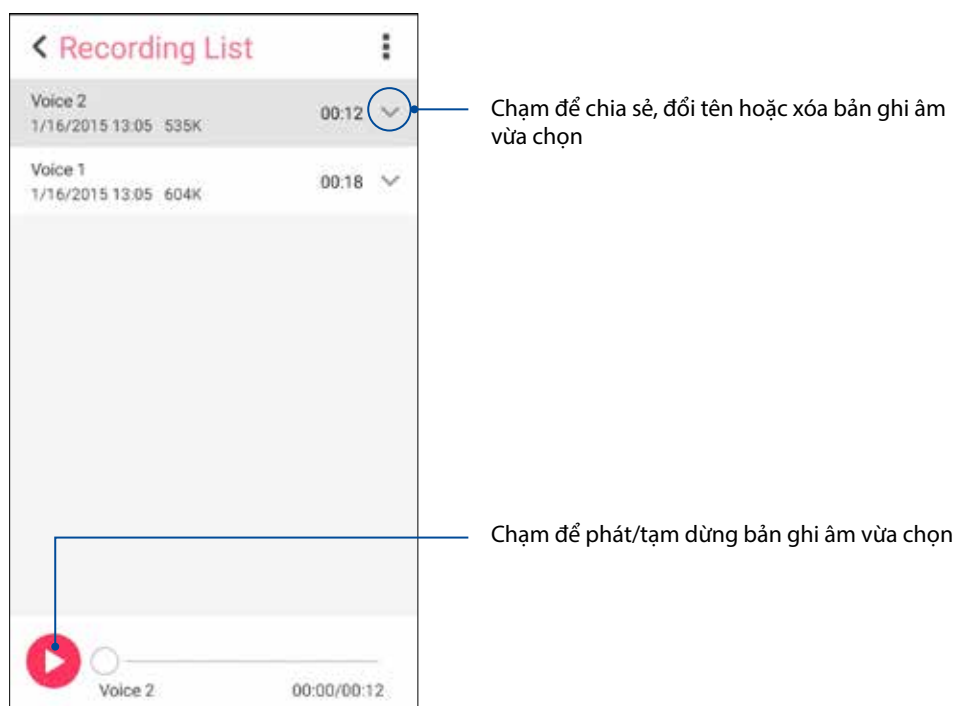 Recording List
Voice 2
00:12
1/16/2015 13:05 535K
Chạm để chia sẻ, đổi tên hoặc xóa bản ghi âm
vừa chọn
Voice 1
00:18
1/16/2015 13:05 604K
Chạm để phát/tạm dừng bản ghi âm vừa chọn
Voice 2
00:00/00:12